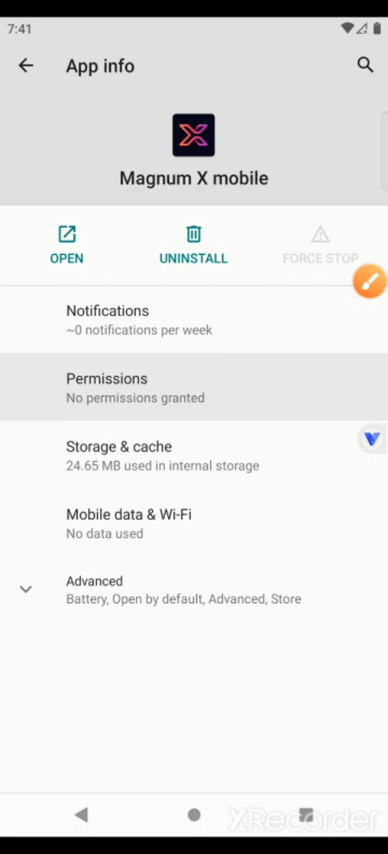 7:41
App info
Magnum X mobile
OPEN
UNINSTALL
FORCE STOP
Notifications
~0 notifications per week
Permissions
No permissions granted
Storage & cache
24.65 MB used in internal storage
Mobile data & Wi-Fi
No data used
Advanced
Battery, Open by default, Advanced, Store
XRecorder